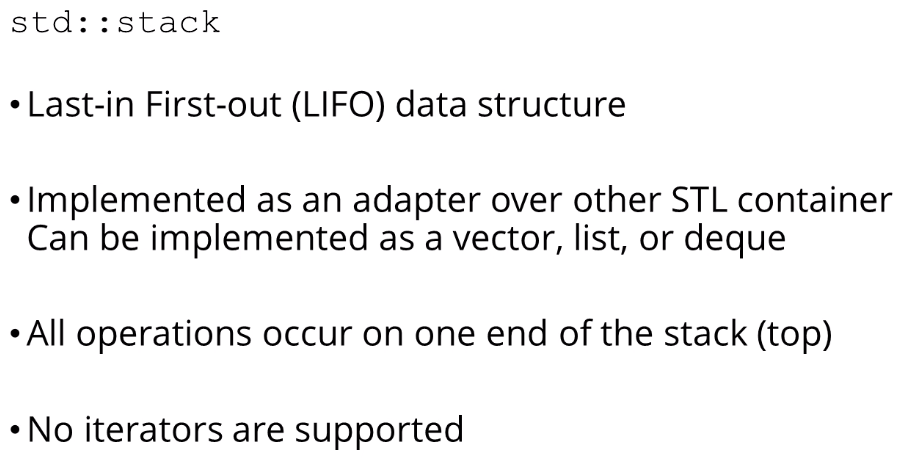 std::stack
•Last-in First-out (LIFO) data structure
•Implemented as an adapter over other STL container
Can be implemented as a vector, list, or deque
•All operations occur on one end of the stack (top)
•No iterators are supported